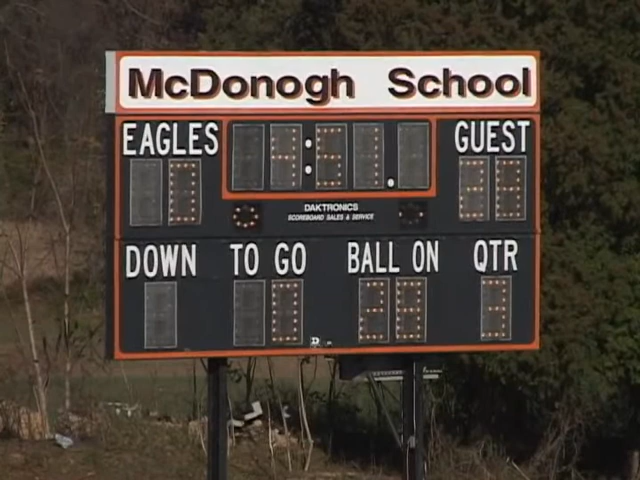 McDonogh School
EAGLES GUEST
DAKTRONICS
SCOREBOARD SALES & SERVICE
DOWN TO GO BALL ON QTR